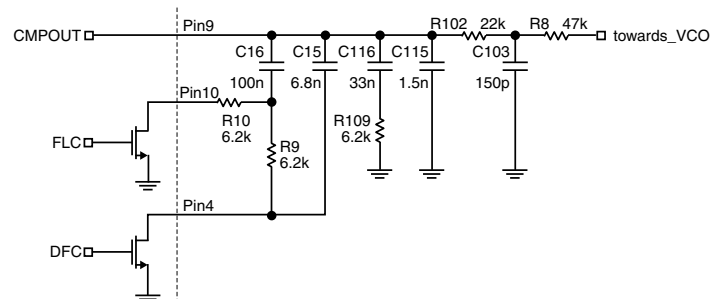 CMPOUT
Pin9
R102 22k
R8 47k
towards_VCO
C16
100n
C15
6.8n
C116
33n
C115
1.5n
C103
150p
Pin10
R10
6.2k
R9
6.2k
R109
6.2k
FLC
Pin4
DFC